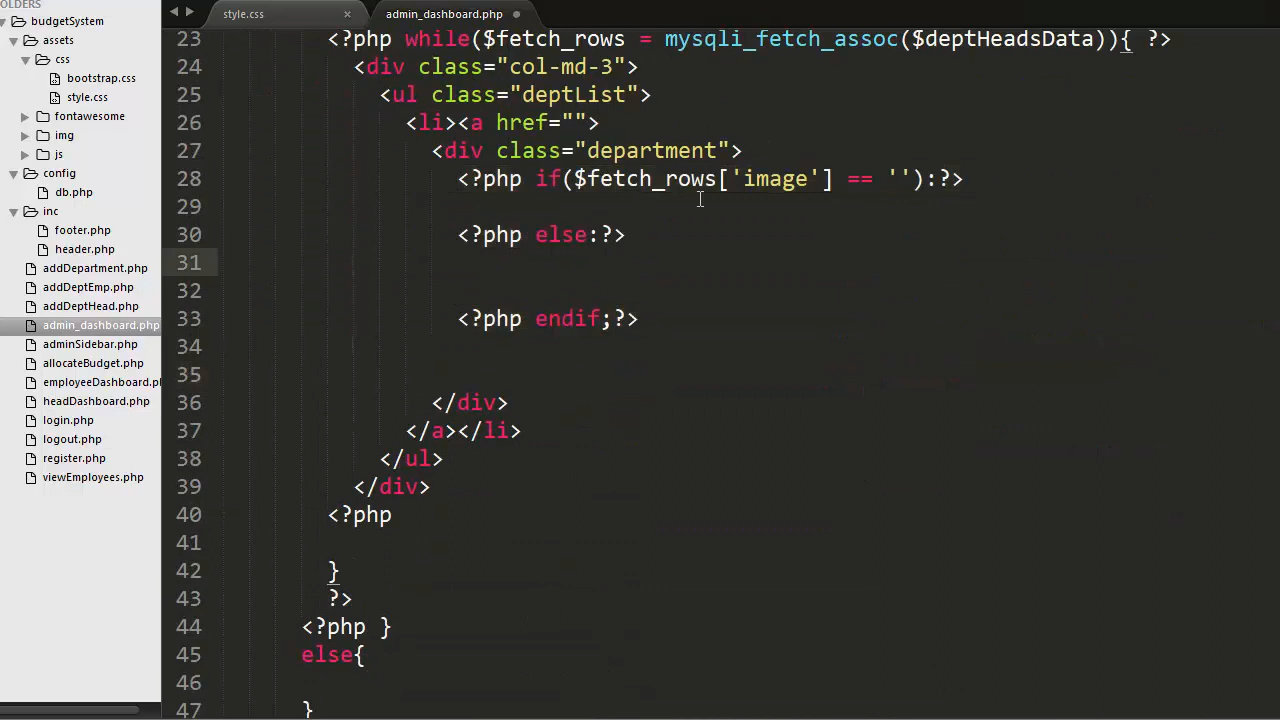 OLDERS
budgetSystem
assets
css
bootstrap.css
style.css
fontawesome
img
js
config
db.php
inc
footer.php
header.php
addDepartment.php
addDeptEmp.php
addDeptHead.php
admin_dashboard.php
adminSidebar.php
allocateBudget.php
employeeDashboard.pl
headDashboard.php
login.php
logout.php
register.php
viewEmployees.php
style.css × admin_dashboard.php
23 <?php while($fetch_rows = mysqli_fetch_assoc($deptHeadsData)){ ?>
24 <div class="col-md-3">
25 <ul class="deptList">
26 <li><a href="">
27 <div class="department">
28 <?php if($fetch_rows['image'] == ''):?>
29
30 <?php else:?>
31
32
33 <?php endif;?>
34
35
36 </div>
37 </a></li>
38 </ul>
39 </div>
40 <?php
41
42 }
43 ?>
44 <?php }
45 else{
46
47 }